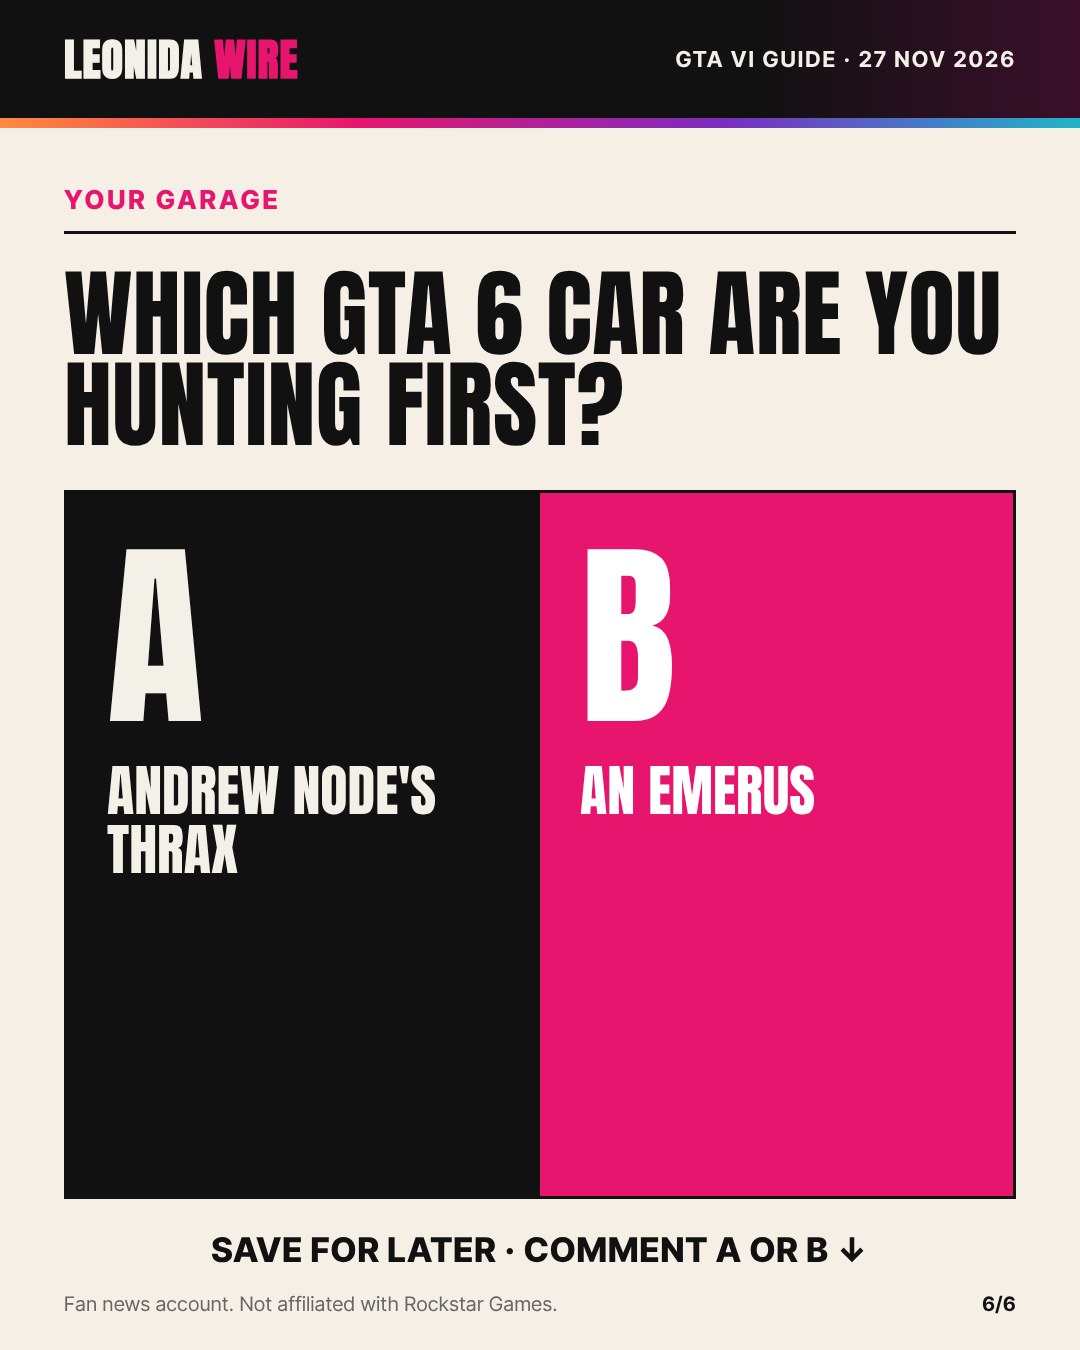 LEONIDA WIRE
GTA VI GUIDE · 27 NOV 2026
YOUR GARAGE
WHICH GTA 6 CAR ARE YOU
HUNTING FIRST?
A
ANDREW NODE'S
THRAX
B
AN EMERUS
SAVE FOR LATER · COMMENT A OR B ↓
Fan news account. Not affiliated with Rockstar Games.
6/6